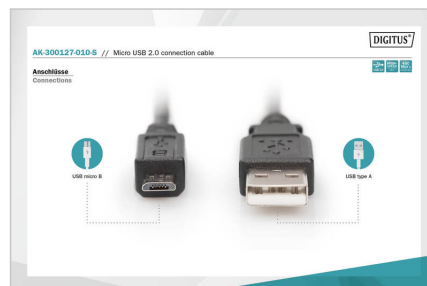 DIGITUS®
AK-300127-010-S // Micro USB 2.0 connection cable
Anschlüsse
Connections
USB micro B
USB type A